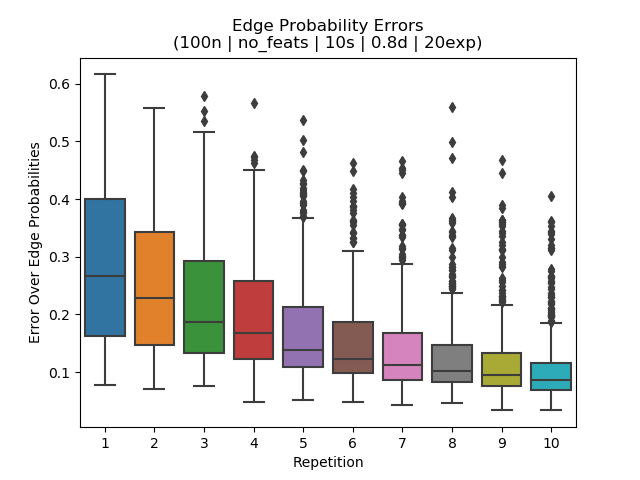 Edge Probability Errors
(100n | no_feats | 10s | 0.8d | 20exp)
Error Over Edge Probabilities
0.6
0.5
0.4
0.3
0.2
0.1
1 2 3 4 5 6 7 8 9 10
Repetition